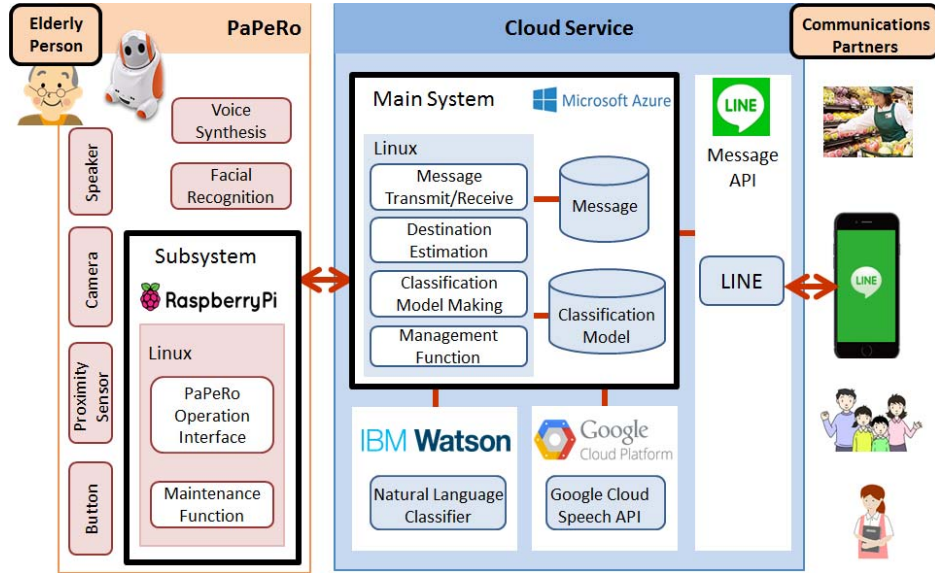 Elderly
Person
PaPeRo
Cloud Service
Communications
Partners
Voice
Synthesis
Facial
Recognition
Speaker
Camera
Proximity
Sensor
Button
Subsystem
RaspberryPi
Linux
PaPeRo
Operation
Interface
Maintenance
Function
Main System
Microsoft Azure
Linux
Message
Transmit/Receive
Destination
Estimation
Classification
Model Making
Management
Function
Message
Classification
Model
IBM Watson
Natural Language
Classifier
Google
Cloud Platform
Google Cloud
Speech API
LINE
Message
API
LINE
LINE